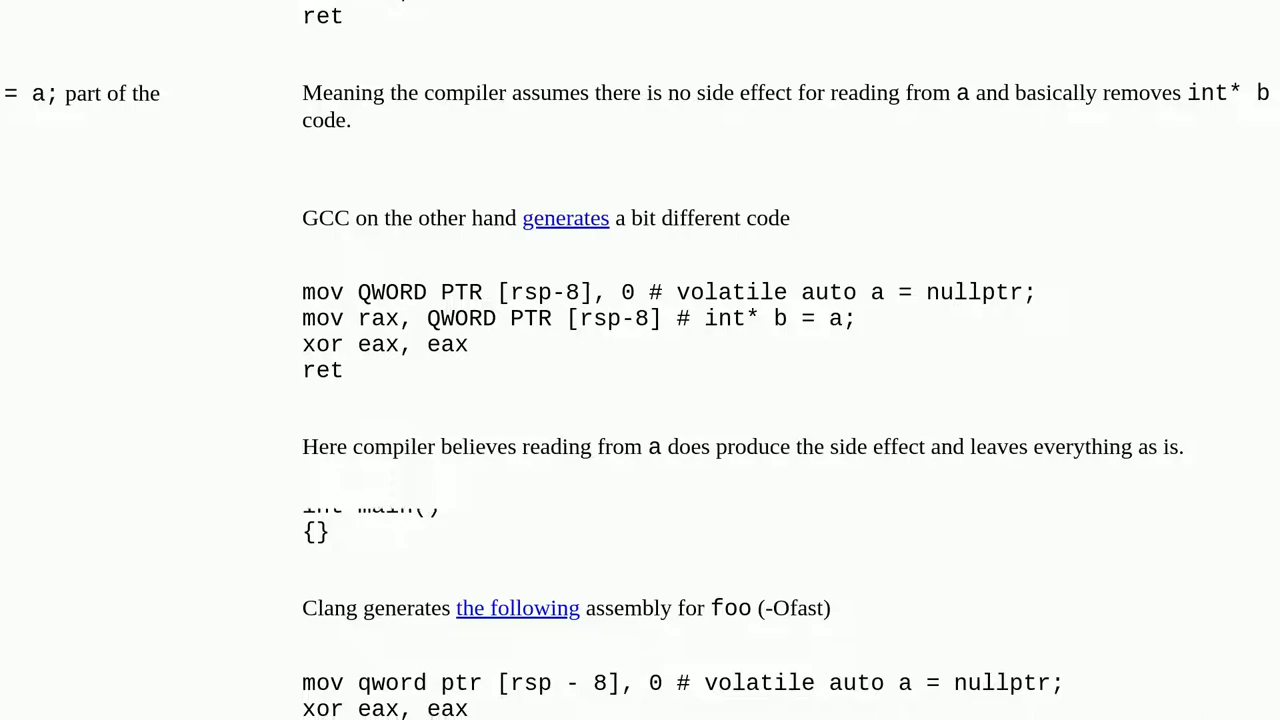 ret
= a; part of the
Meaning the compiler assumes there is no side effect for reading from a and basically removes int* b
code.
GCC on the other hand generates a bit different code
mov QWORD PTR [rsp-8], 0 # volatile auto a = nullptr;
mov rax, QWORD PTR [rsp-8] # int* b = a;
xor eax, eax
ret
Here compiler believes reading from a does produce the side effect and leaves everything as is.
int main()
{}
Clang generates the following assembly for foo (-Ofast)
mov qword ptr [rsp - 8], 0 # volatile auto a = nullptr;
xor eax, eax